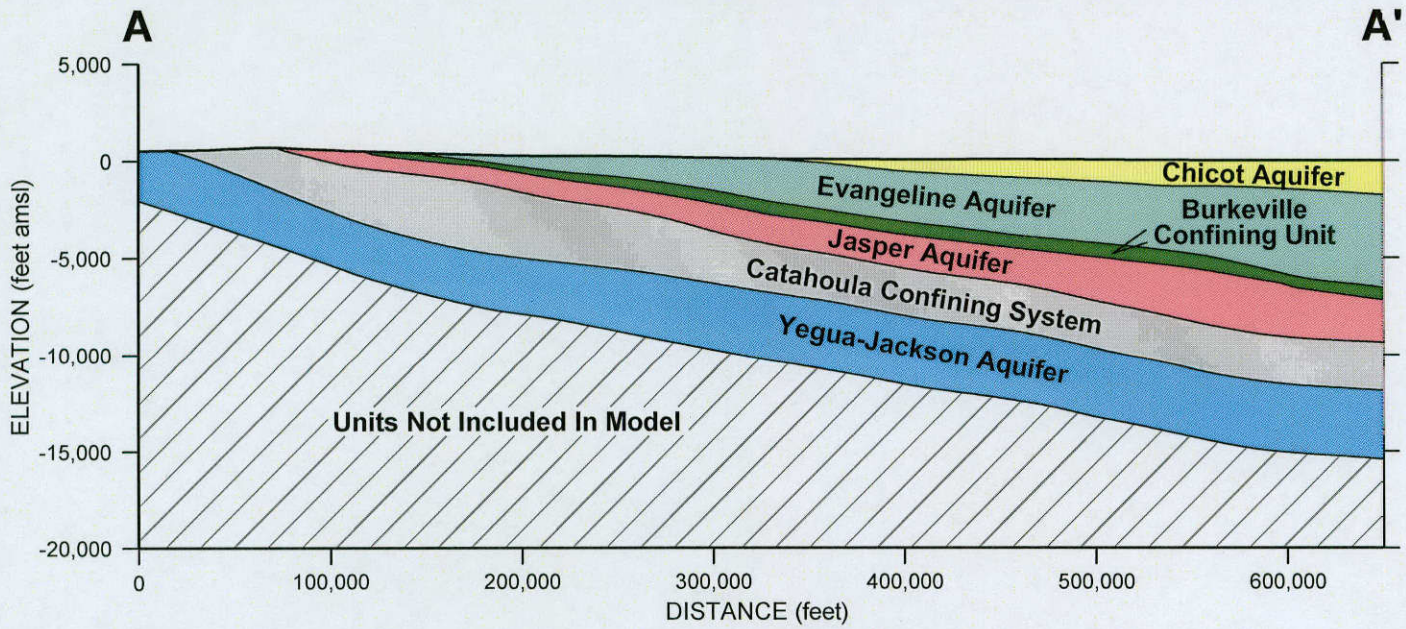 A
A'
5,000
0
-5,000
-10,000
-15,000
-20,000
ELEVATION (feet amsl)
Chicot Aquifer
Evangeline Aquifer
Burkeville
Confining Unit
Jasper Aquifer
Catahoula Confining System
Yegua-Jackson Aquifer
Units Not Included In Model
0
100,000
200,000
300,000
400,000
500,000
600,000
DISTANCE (feet)